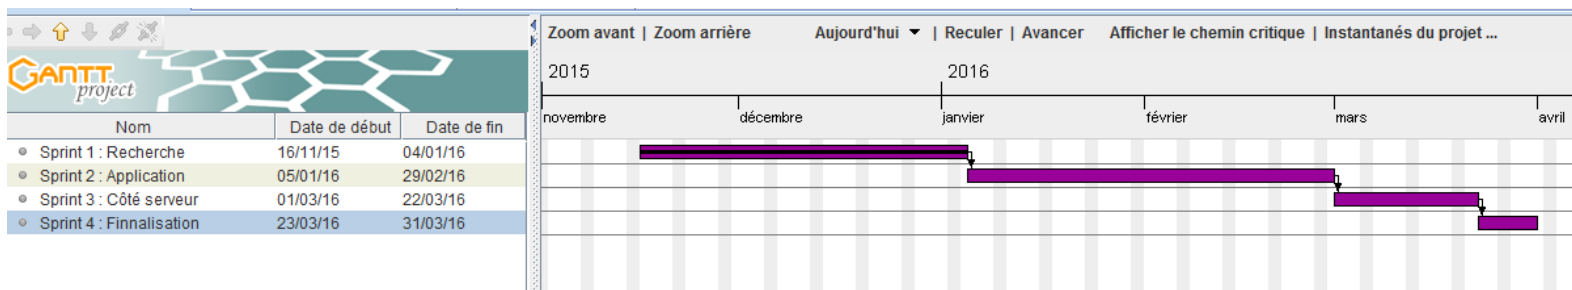 Zoom avant | Zoom arrière Aujourd'hui | Reculer | Avancer Afficher le chemin critique | Instantanés du projet ...
GANTT
project
2015 2016
novembre décembre janvier février mars avril
Nom Date de début Date de fin
Sprint 1 : Recherche 16/11/15 04/01/16
Sprint 2 : Application 05/01/16 29/02/16
Sprint 3 : Côté serveur 01/03/16 22/03/16
Sprint 4 : Finnalisation 23/03/16 31/03/16